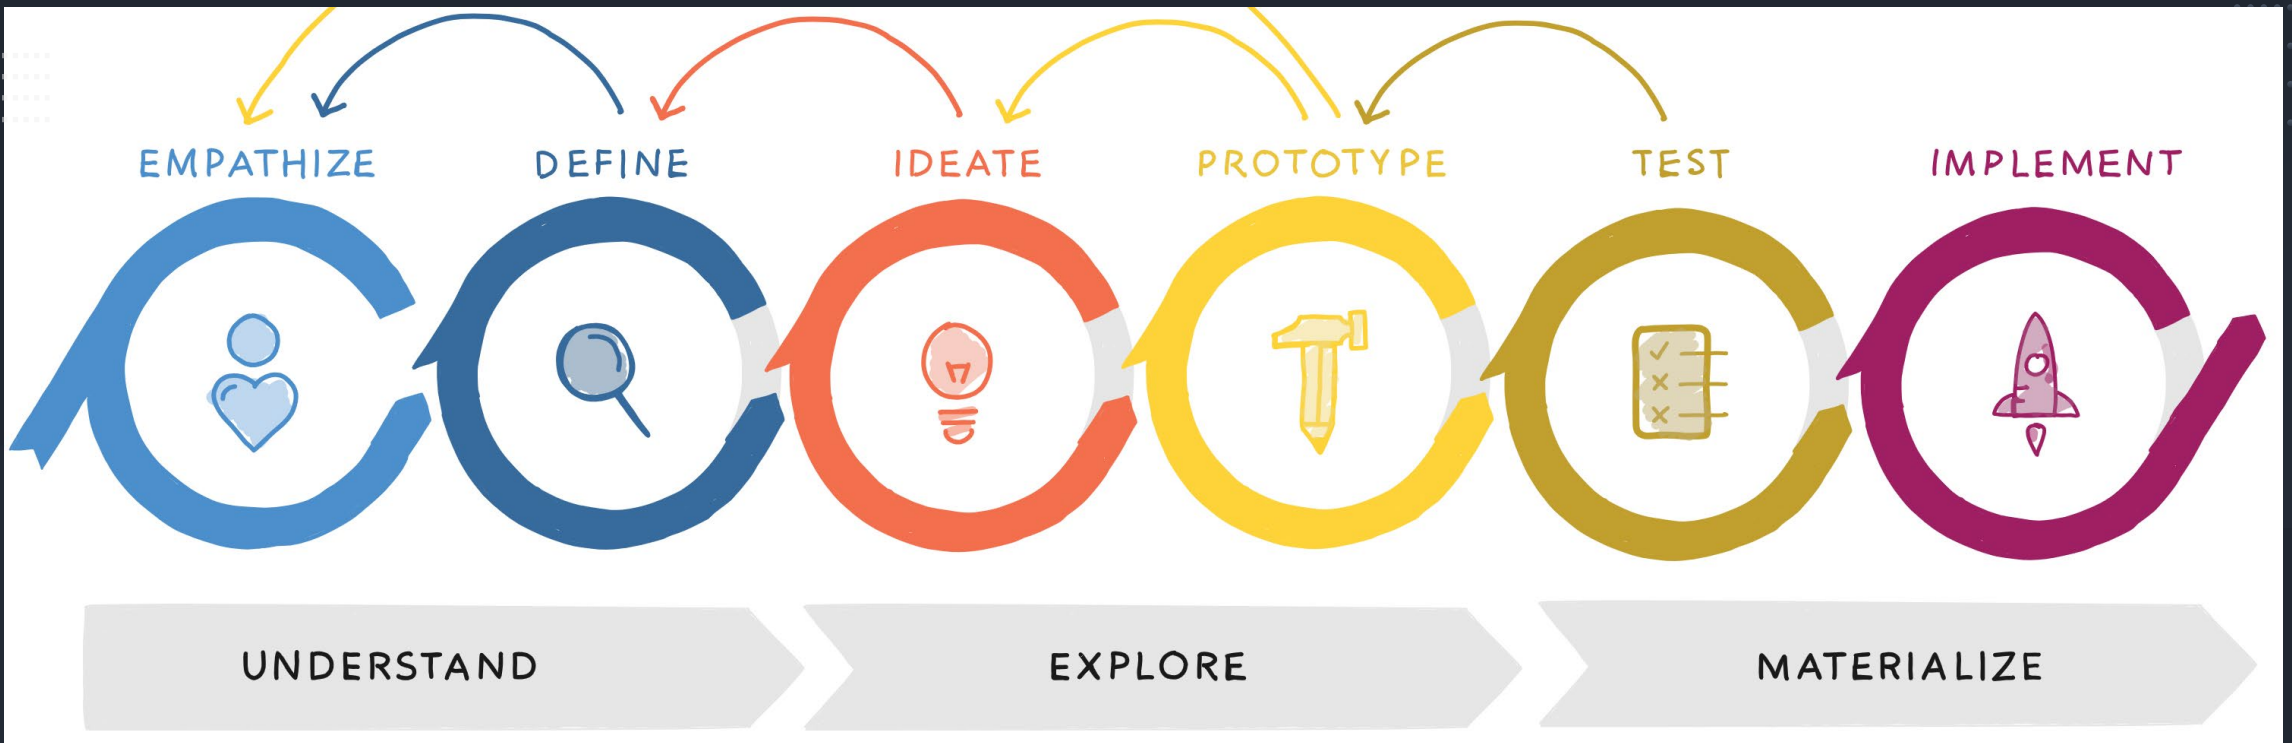 EMPATHIZE
DEFINE
IDEATE
PROTOTYPE
TEST
IMPLEMENT
UNDERSTAND
EXPLORE
MATERIALIZE